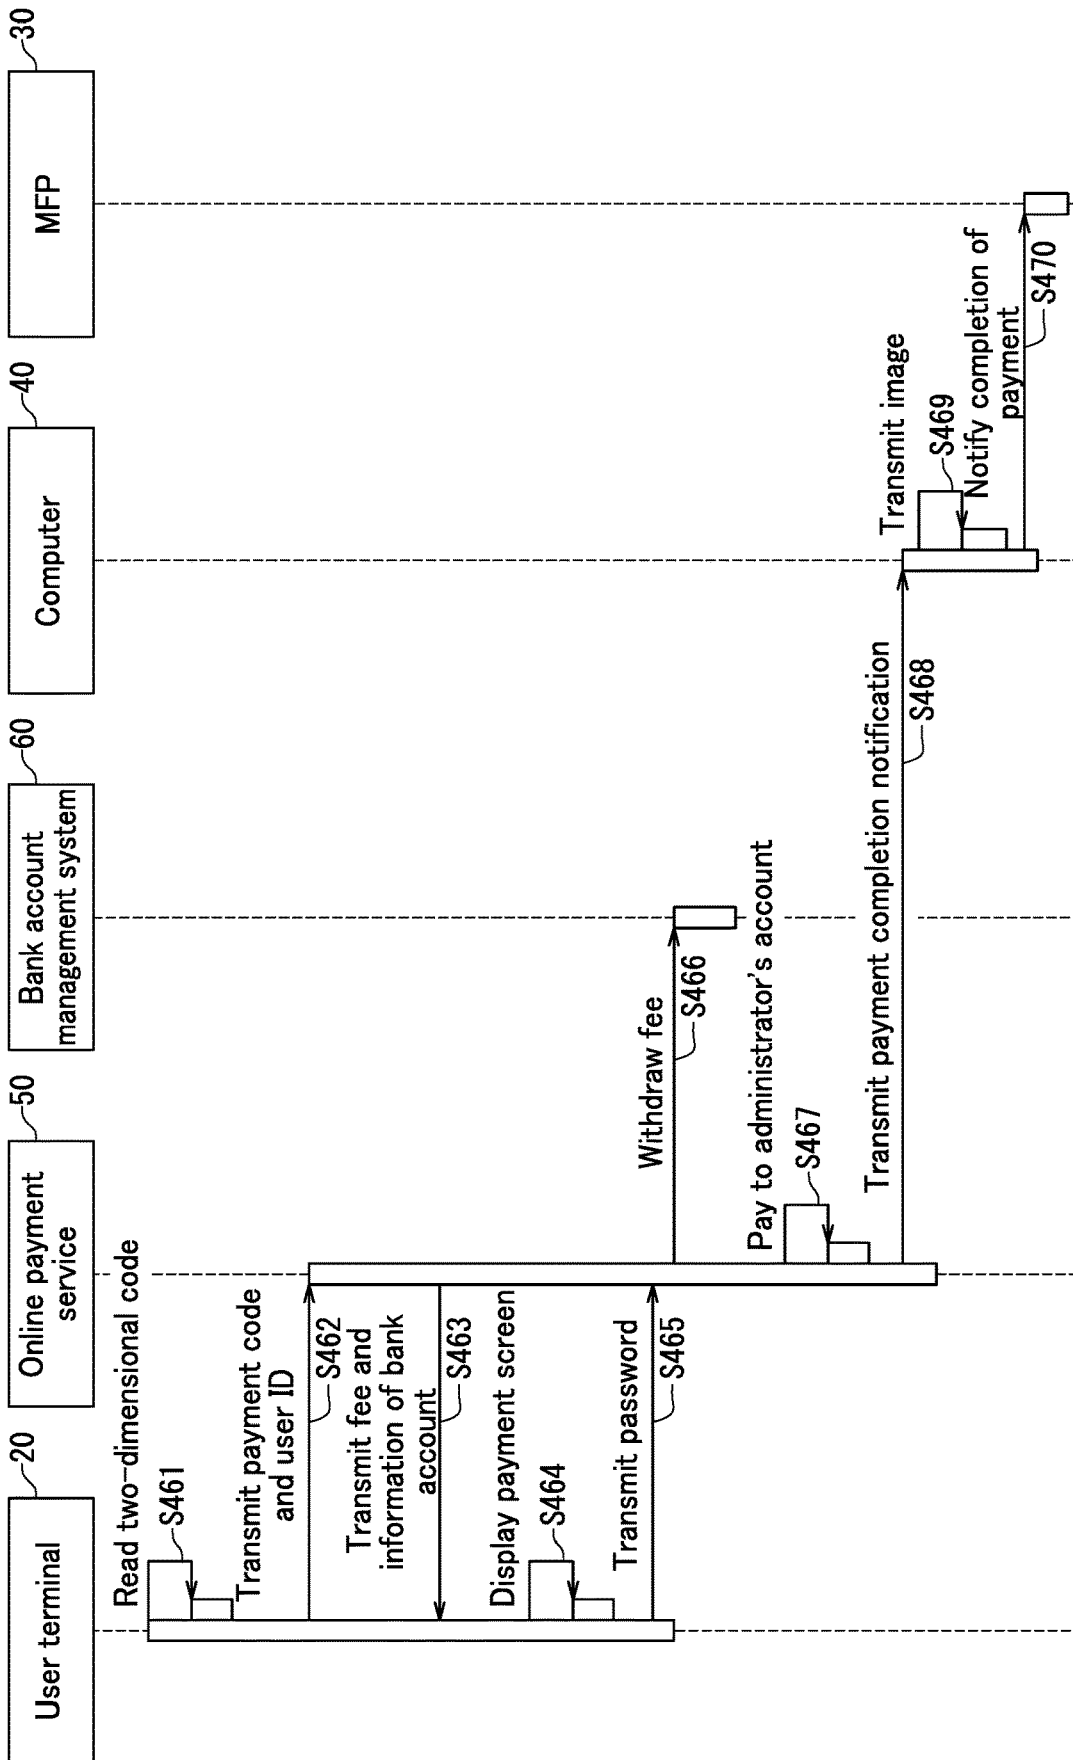 User terminal
20
Online payment
service
50
Bank account
management system
60
Computer
40
MFP
30
Read two-dimensional code
S461
Transmit payment code
and user ID
S462
Transmit fee and
information of bank
account
S463
Display payment screen
S464
Transmit password
S465
Withdraw fee
S466
Pay to administrator's account
S467
Transmit payment completion notification
S468
Transmit image
S469
Notify completion of
payment
S470